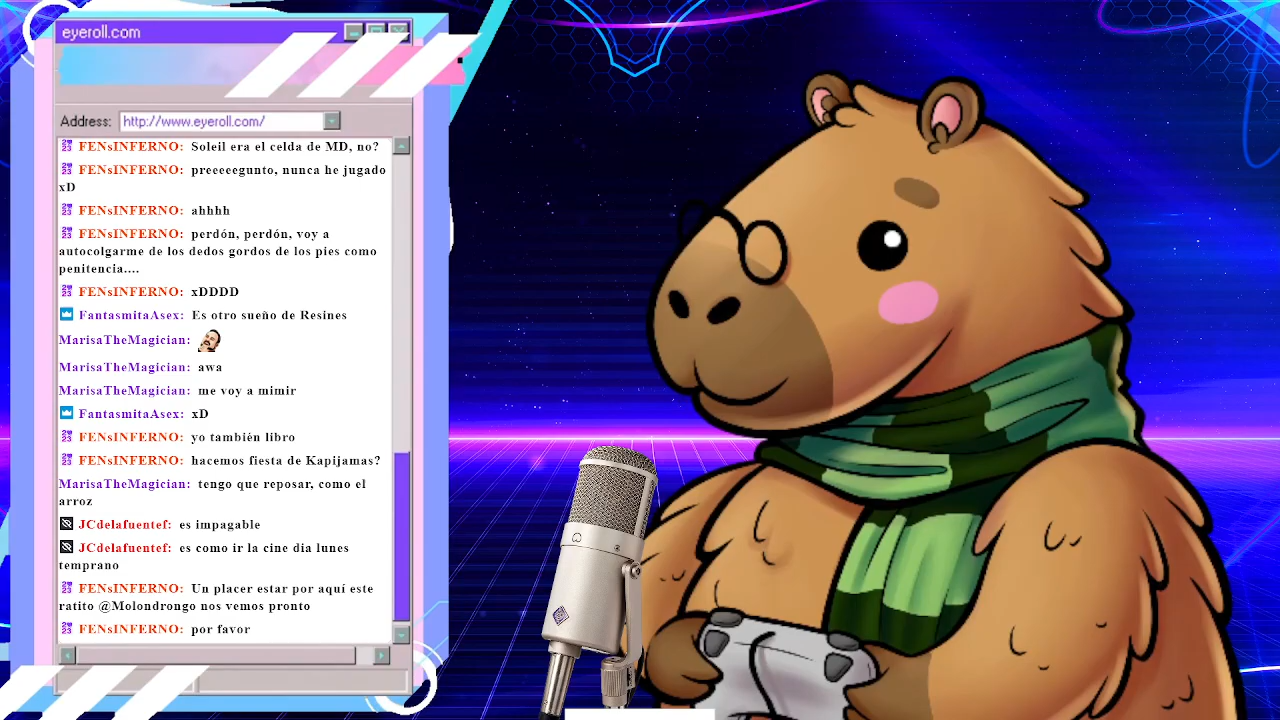 eyeroll.com
Address: http://www.eyeroll.com/
FENsINFERNO: Soleil era el celda de MD, no?
FENsINFERNO: preeeeegunto, nunca he jugado
xD
FENsINFERNO: ahhhh
FENsINFERNO: perdón, perdón, voy a
autocolgarme de los dedos gordos de los pies como
penitencia....
FENsINFERNO: xDDDD
FantasmitaAsex: Es otro sueño de Resines
MarisaTheMagician:
MarisaTheMagician: awa
MarisaTheMagician: me voy a mimir
FantasmitaAsex: xD
FENsINFERNO: yo también libro
FENsINFERNO: hacemos fiesta de Kapijamas?
MarisaTheMagician: tengo que reposar, como el
arroz
JCdelafuentef: es impagable
JCdelafuentef: es como ir la cine dia lunes
temprano
FENsINFERNO: Un placer estar por aquí este
ratito @Molondrongo nos vemos pronto
FENsINFERNO: por favor